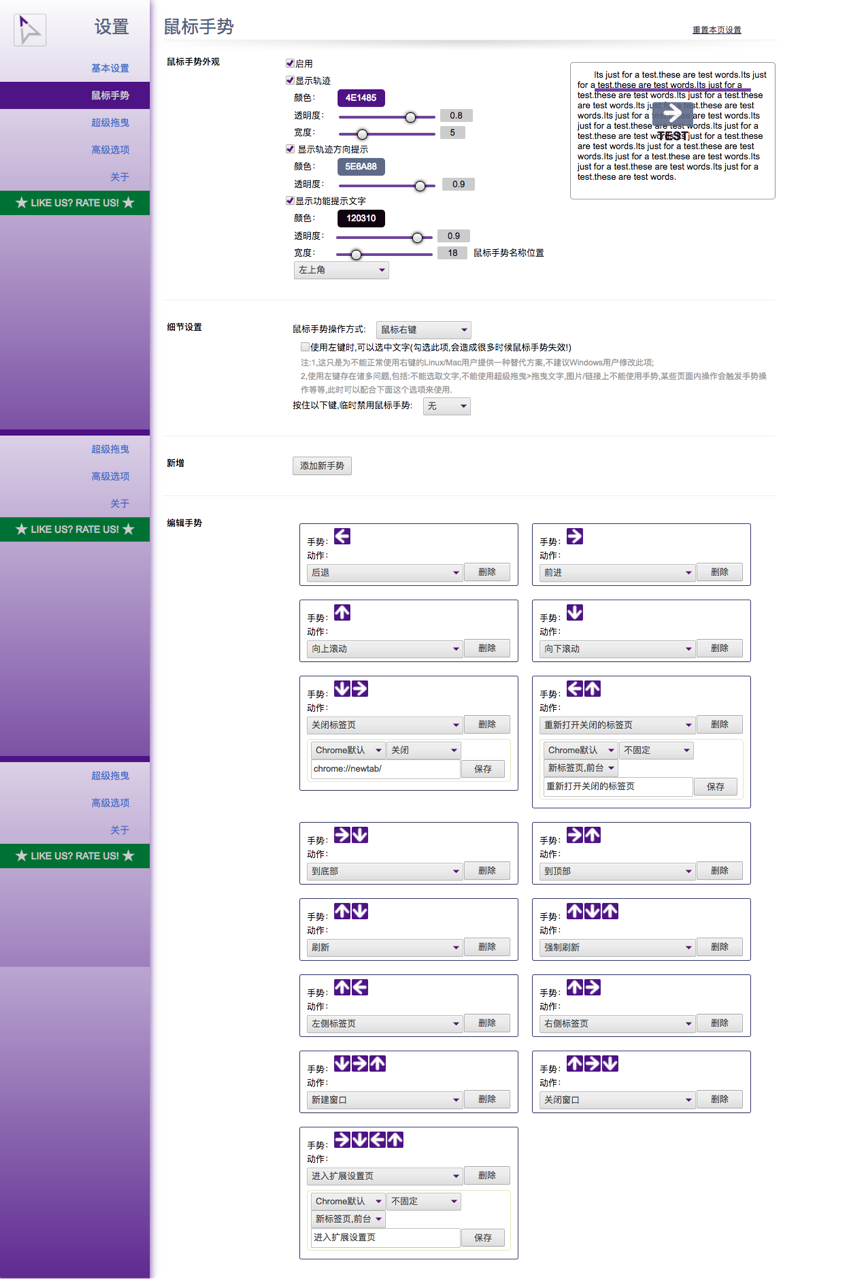 设置
基本设置
鼠标手势
超级拖曳
高级选项
关于
★ LIKE US? RATE US! ★
超级拖曳
高级选项
关于
★ LIKE US? RATE US! ★
超级拖曳
高级选项
关于
★ LIKE US? RATE US! ★
鼠标手势
重置本页设置
鼠标手势外观
启用
显示轨迹
颜色: 4E1485
透明度: 0.8
宽度: 5
显示轨迹方向提示
颜色: 5E6A88
透明度: 0.9
显示功能提示文字
颜色: 120310
透明度: 0.9
宽度: 18 鼠标手势名称位置
左上角
Its just for a test.these are test words.Its just
for a test.these are test words.Its just for a
test.these are test words.Its just for a test.these
are test words.Its just for a test.these are test
words.Its just for a test.these are test words.Its
just for a test.these are test words.Its just for a
test.these are test words.Its just for a test.these
are test words.Its just for a test.these are test
words.Its just for a test.these are test words.Its
just for a test.these are test words.Its just for a
test.these are test words.
TEST
细节设置
鼠标手势操作方式: 鼠标右键
使用左键时,可以选中文字(勾选此项,会造成很多时候鼠标手势失效!)
注:1,这只是为不能正常使用右键的Linux/Mac用户提供一种替代方案,不建议Windows用户修改此项;
2,使用左键存在诸多问题,包括:不能选取文字,不能使用超级拖曳>拖曳文字,图片/链接上不能使用手势,某些页面内操作会触发手势操
作等等,此时可以配合下面这个选项来使用.
按住以下键,临时禁用鼠标手势: 无
新增
添加新手势
编辑手势
手势:
动作:
后退 删除
手势:
动作:
前进 删除
手势:
动作:
向上滚动 删除
手势:
动作:
向下滚动 删除
手势:
动作:
关闭标签页 删除
Chrome默认 关闭
chrome://newtab/ 保存
手势:
动作:
重新打开关闭的标签页 删除
Chrome默认 不固定
新标签页,前台
重新打开关闭的标签页 保存
手势:
动作:
到底部 删除
手势:
动作:
到顶部 删除
手势:
动作:
刷新 删除
手势:
动作:
强制刷新 删除
手势:
动作:
左侧标签页 删除
手势:
动作:
右侧标签页 删除
手势:
动作:
新建窗口 删除
手势:
动作:
关闭窗口 删除
手势:
动作:
进入扩展设置页 删除
Chrome默认 不固定
新标签页,前台
进入扩展设置页 保存